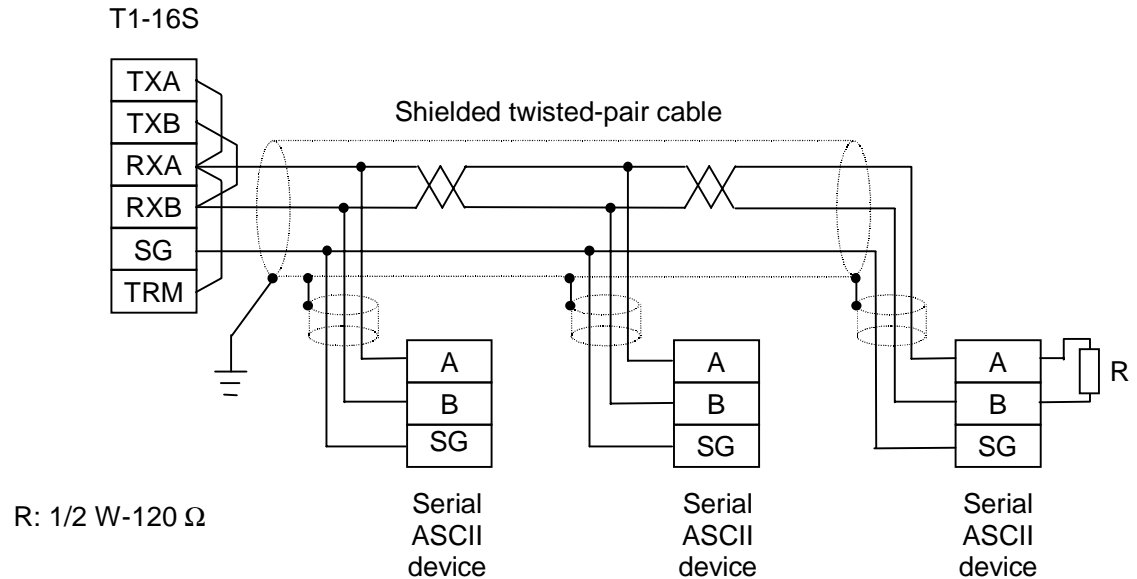 T1-16S
TXA
TXB
RXA
RXB
SG
TRM
Shielded twisted-pair cable
A
B
SG
A
B
SG
A
B
SG
R
R: 1/2 W-120 Ω
Serial
ASCII
device
Serial
ASCII
device
Serial
ASCII
device